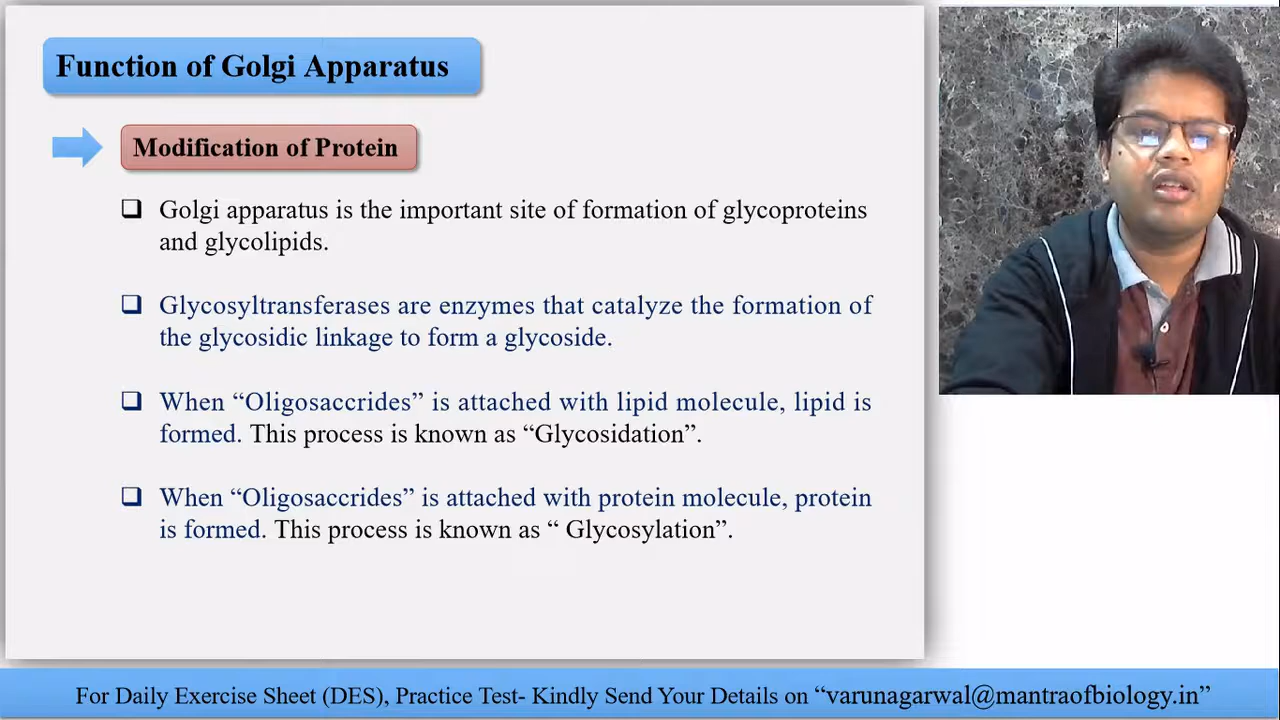 Function of Golgi Apparatus
Modification of Protein
Golgi apparatus is the important site of formation of glycoproteins
and glycolipids.
Glycosyltransferases are enzymes that catalyze the formation of
the glycosidic linkage to form a glycoside.
When “Oligosaccrides” is attached with lipid molecule, lipid is
formed. This process is known as “Glycosidation”.
When “Oligosaccrides” is attached with protein molecule, protein
is formed. This process is known as “ Glycosylation”.
For Daily Exercise Sheet (DES), Practice Test- Kindly Send Your Details on “varunagarwal@mantraofbiology.in”